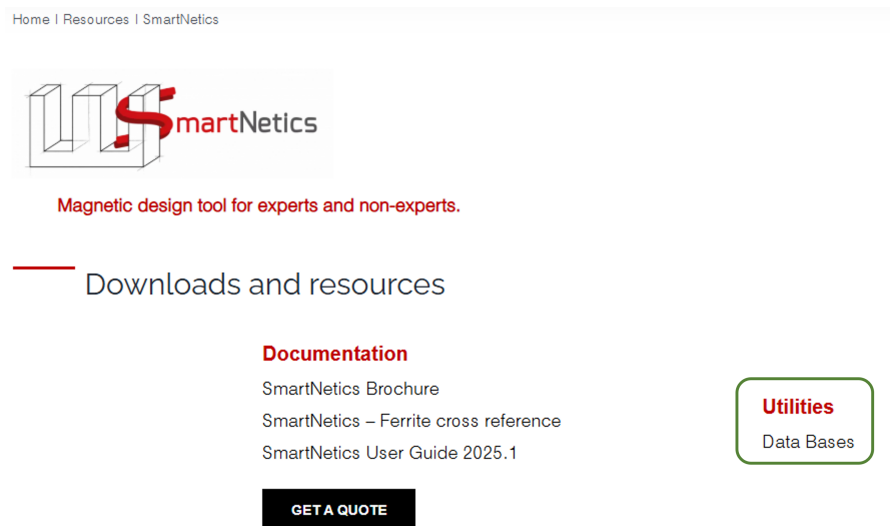 Home I Resources I SmartNetics
SmartNetics
Magnetic design tool for experts and non-experts.
Downloads and resources
Documentation
SmartNetics Brochure
SmartNetics – Ferrite cross reference
SmartNetics User Guide 2025.1
GET A QUOTE
Utilities
Data Bases